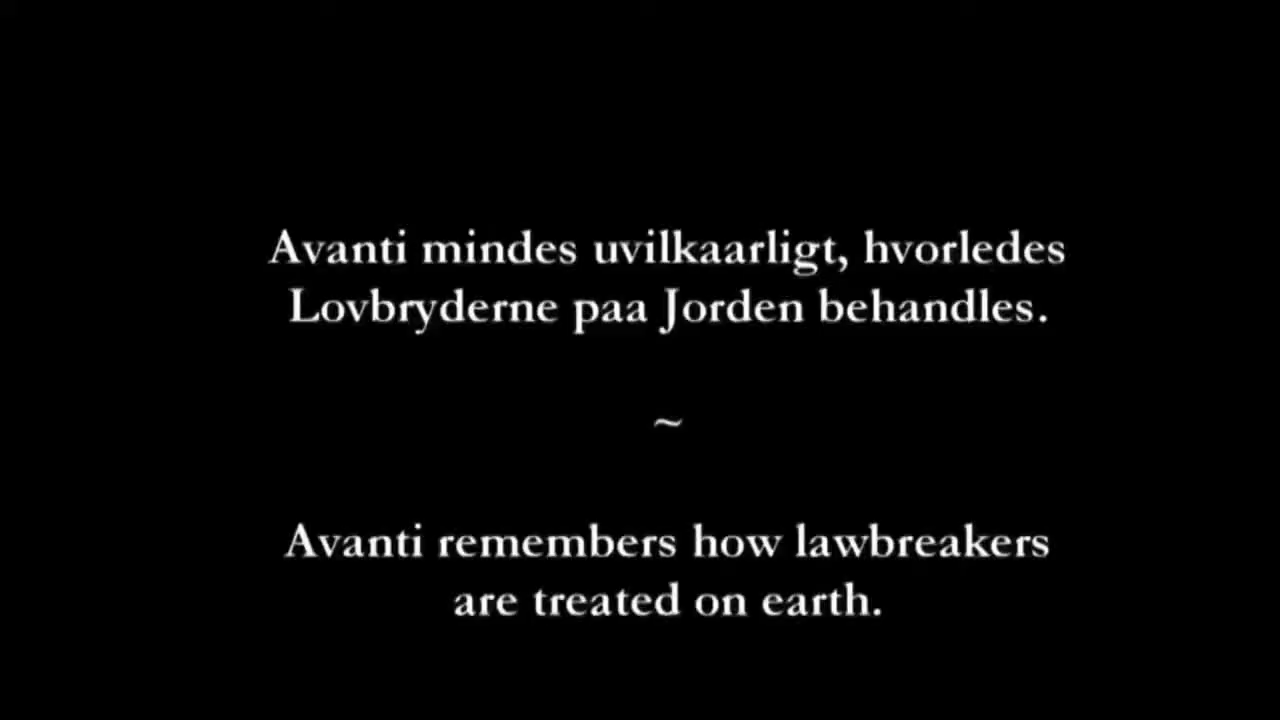 Avanti mindes uvilkaarligt, hvorledes
Lovbryderne paa Jorden behandles.
~
Avanti remembers how lawbreakers
are treated on earth.